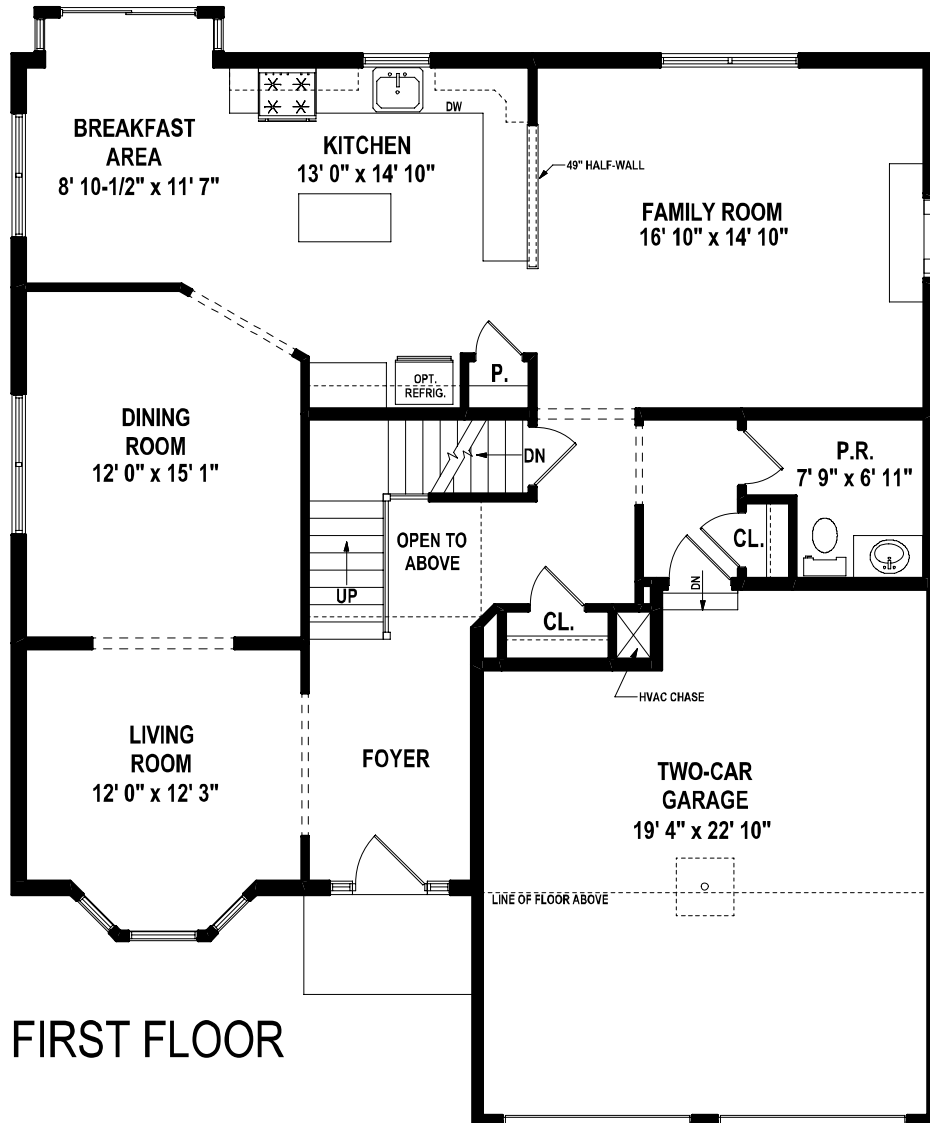 BREAKFAST
AREA
8' 10-1/2" x 11' 7"
KITCHEN
13' 0" x 14' 10"
DW
49" HALF-WALL
FAMILY ROOM
16' 10" x 14' 10"
OPT.
REFRIG.
P.
DINING
ROOM
12' 0" x 15' 1"
DN
P.R.
7' 9" x 6' 11"
OPEN TO
ABOVE
CL.
UP
DN
CL.
HVAC CHASE
LIVING
ROOM
12' 0" x 12' 3"
FOYER
TWO-CAR
GARAGE
19' 4" x 22' 10"
LINE OF FLOOR ABOVE
FIRST FLOOR